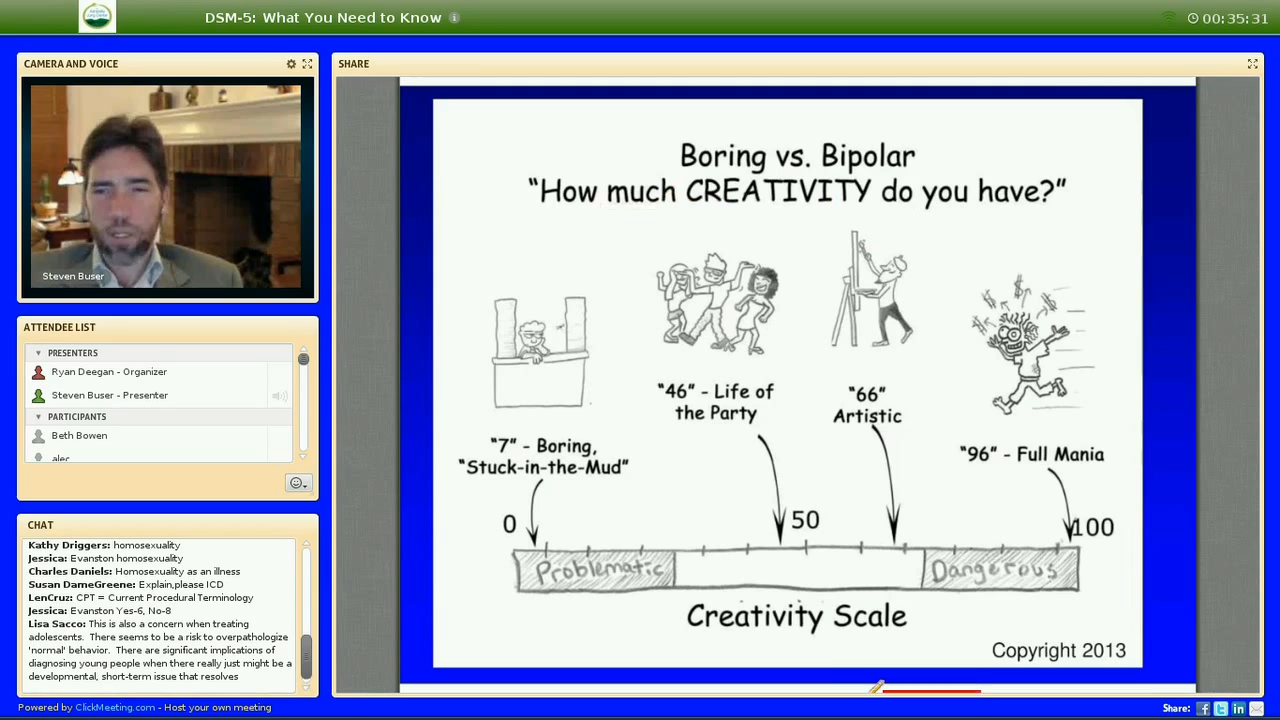 DSM-5: What You Need to Know
00:35:31
CAMERA AND VOICE
Steven Buser
ATTENDEE LIST
PRESENTERS
Ryan Deegan - Organizer
Steven Buser - Presenter
PARTICIPANTS
Beth Bowen
alec
CHAT
Kathy Driggers: homosexuality
Jessica: Evanston homosexuality
Charles Daniels: Homosexuality as an illness
Susan DameGreene: Explain,please ICD
LenCruz: CPT = Current Procedural Terminology
Jessica: Evanston Yes-6, No-8
Lisa Sacco: This is also a concern when treating
adolescents. There seems to be a risk to overpathologize
'normal' behavior. There are significant implications of
diagnosing young people when there really just might be a
developmental, short-term issue that resolves
SHARE
Boring vs. Bipolar
“How much CREATIVITY do you have?”
“46” - Life of
the Party
“66”
Artistic
“7” - Boring,
“Stuck-in-the-Mud”
“96” - Full Mania
0
50
100
Problematic
Dangerous
Creativity Scale
Copyright 2013
Powered by ClickMeeting.com - Host your own meeting
Share: